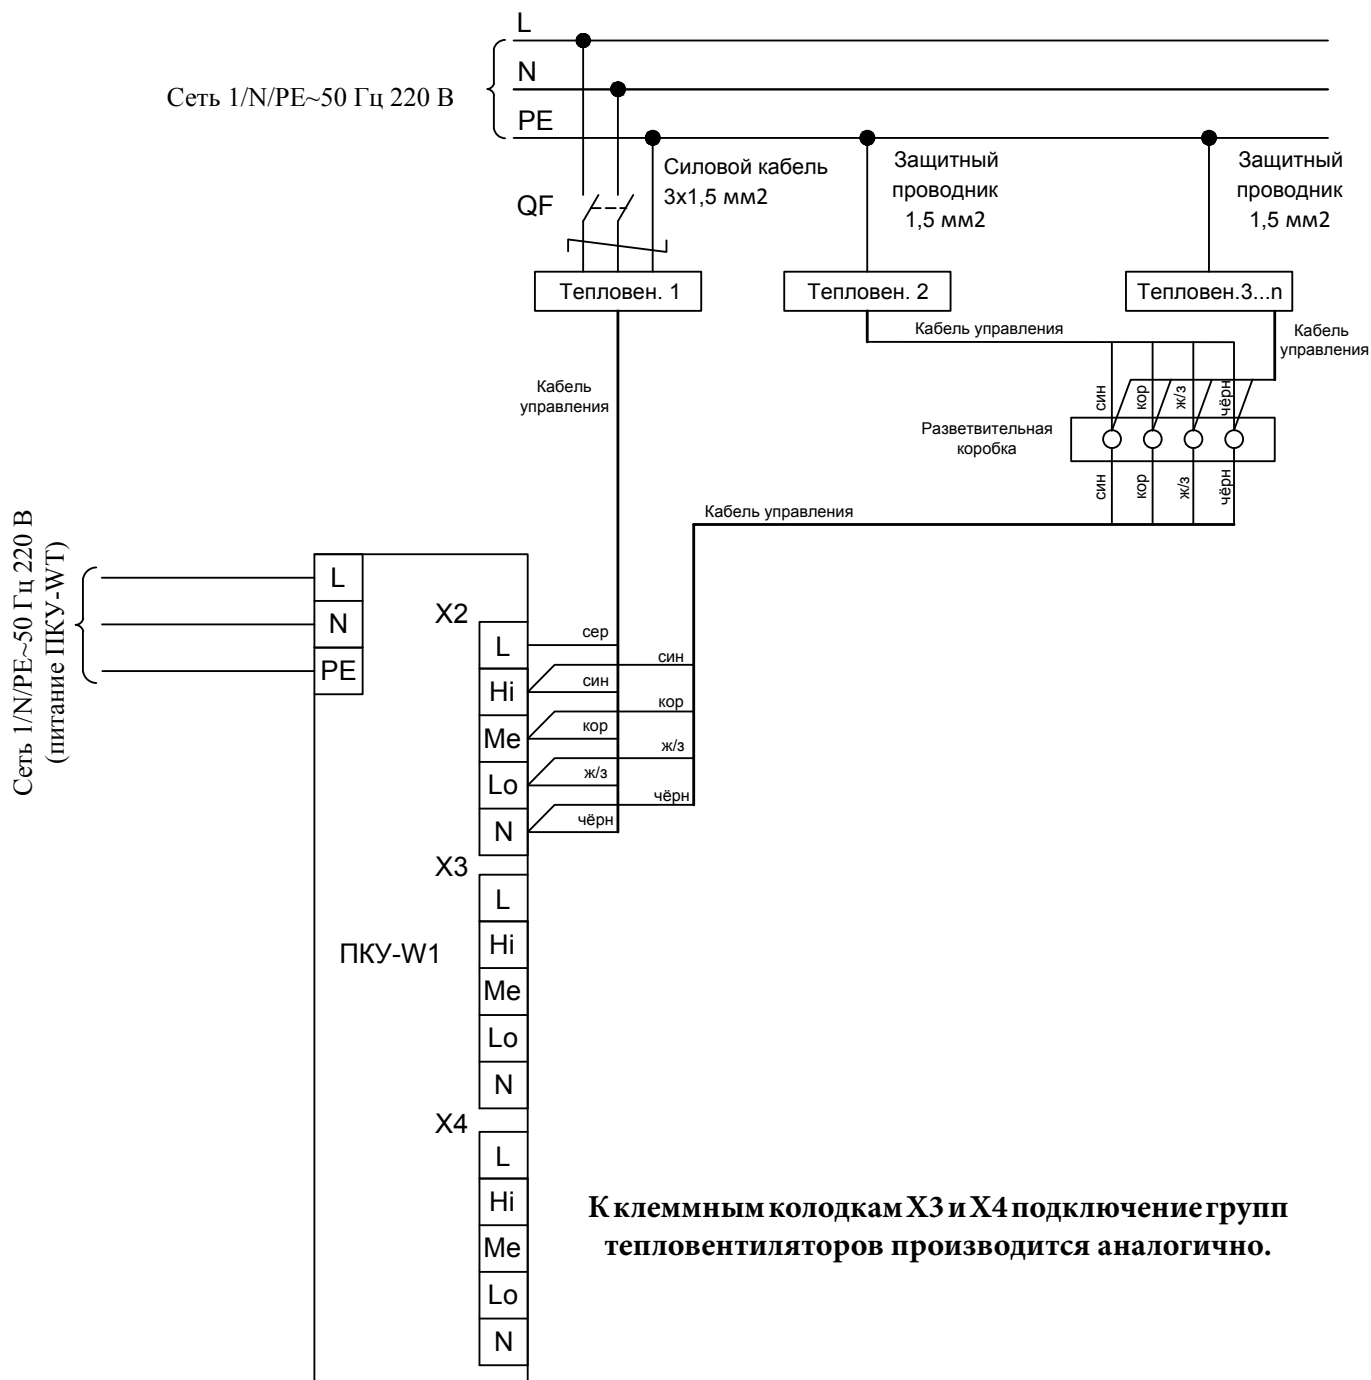 L
N
Сеть 1/N/PE~50 Гц 220 В
PE
Силовой кабель
3х1,5 мм2
Защитный
проводник
1,5 мм2
Защитный
проводник
1,5 мм2
QF
Тепловен. 1
Тепловен. 2
Тепловен.3...n
Кабель управления
Кабель
управления
Кабель
управления
син
кор
ж/з
чёрн
Разветвительная
коробка
син
кор
ж/з
чёрн
Кабель управления
Сеть 1/N/PE~50 Гц 220 В
(питание ПКУ-WT)
L
N
PE
X2
L
Hi
Me
Lo
N
сер
син
син
кор
кор
ж/з
ж/з
чёрн
чёрн
X3
L
Hi
Me
Lo
N
ПКУ-W1
X4
L
Hi
Me
Lo
N
К клеммным колодкам X3 и X4 подключение групп
тепловентиляторов производится аналогично.